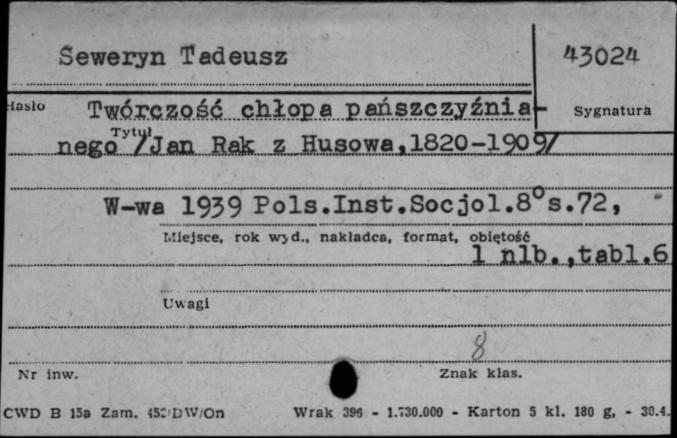 Seweryn Tadeusz
43024
Hasło
Twórczość chłopa pańszczyźnia-
Sygnatura
Tytuł
nego /Jan Rak z Husowa,1820-1909/
W-wa 1939 Pols.Inst.Socjol.8°s.72,
Miejsce, rok wyd., nakładca, format, objętość
1 nlb.,tabl.6
Uwagi
8
Nr inw.
Znak klas.
CWD B 15a Zam. DW/On Wrak 396 - 1.730.000 - Karton 5 kl. 180 g, - 30.4.